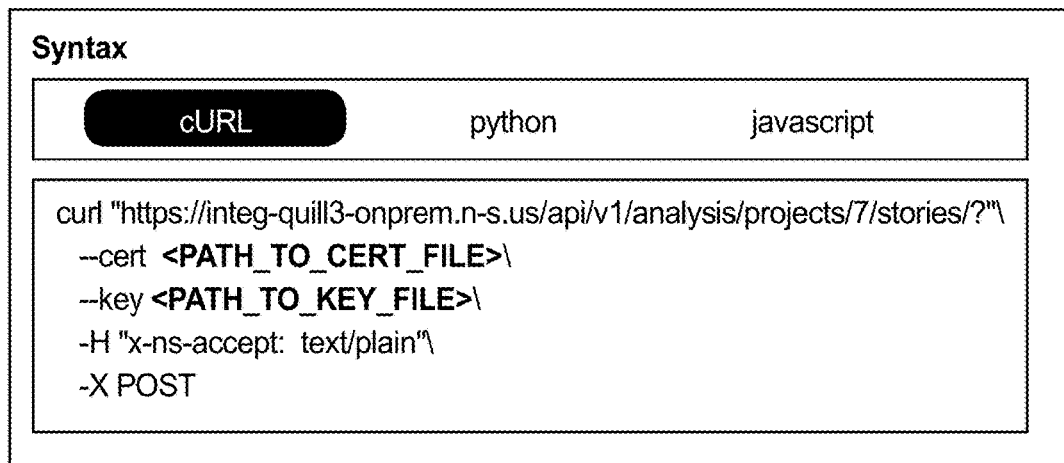 Syntax
cURL python javascript
curl "https://integ-quill3-onprem.n-s.us/api/v1/analysis/projects/7/stories/?"\
--cert <PATH_TO_CERT_FILE>\
--key <PATH_TO_KEY_FILE>\
-H "x-ns-accept: text/plain"\
-X POST